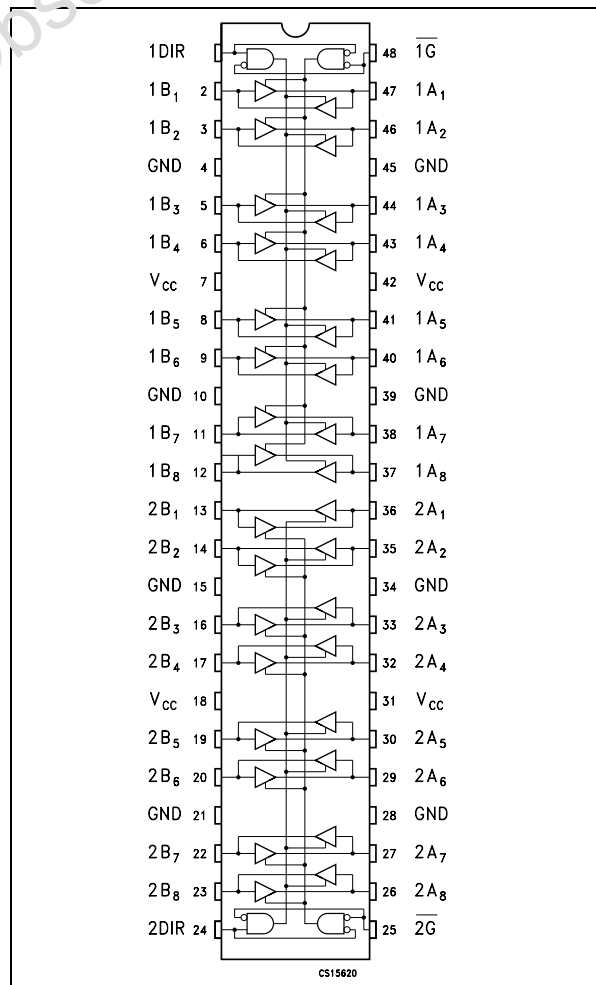 obs
1DIR 48 1G
1B1 2 47 1A1
1B2 3 46 1A2
GND 4 45 GND
1B3 5 44 1A3
1B4 6 43 1A4
VCC 7 42 VCC
1B5 8 41 1A5
1B6 9 40 1A6
GND 10 39 GND
1B7 11 38 1A7
1B8 12 37 1A8
2B1 13 36 2A1
2B2 14 35 2A2
GND 15 34 GND
2B3 16 33 2A3
2B4 17 32 2A4
VCC 18 31 VCC
2B5 19 30 2A5
2B6 20 29 2A6
GND 21 28 GND
2B7 22 27 2A7
2B8 23 26 2A8
2DIR 24 25 2G
CS15620